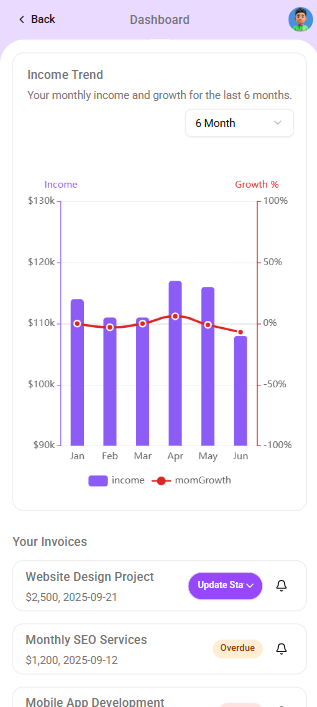 Back
Dashboard
Income Trend
Your monthly income and growth for the last 6 months.
6 Month
Income
Growth %
$130k
100%
$120k
50%
$110k
0%
$100k
-50%
$90k
-100%
Jan Feb Mar Apr May Jun
income momGrowth
Your Invoices
Website Design Project
Update Sta
$2,500, 2025-09-21
Monthly SEO Services
Overdue
$1,200, 2025-09-12
Mobile App Development